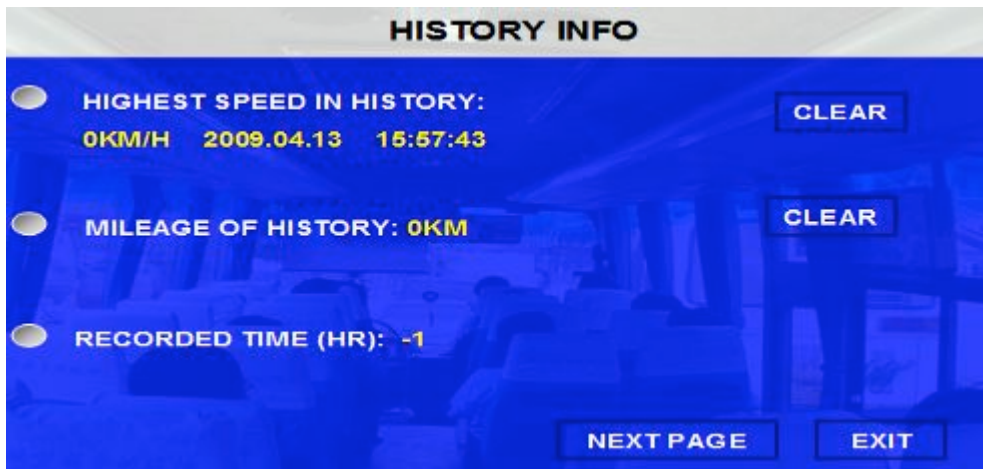 HISTORY INFO
HIGHEST SPEED IN HISTORY:
CLEAR
0KM/H 2009.04.13 15:57:43
MILEAGE OF HISTORY: 0KM
CLEAR
RECORDED TIME (HR): -1
NEXT PAGE
EXIT